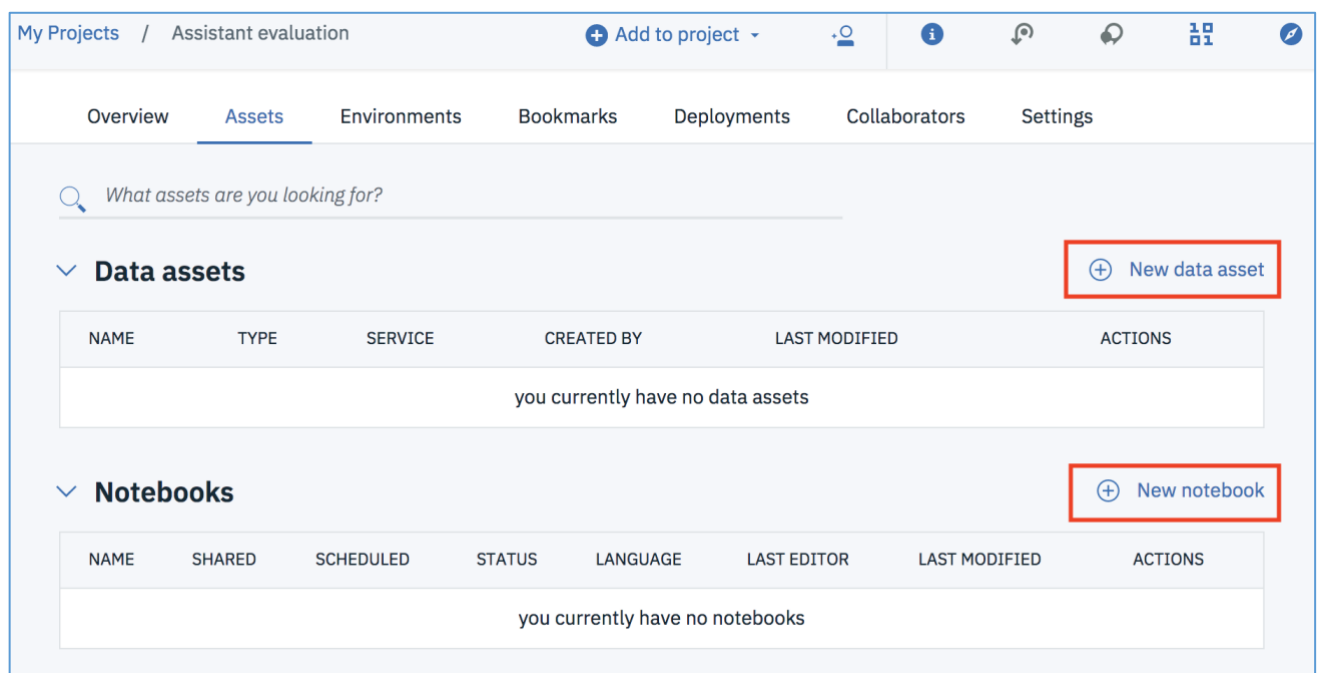 My Projects / Assistant evaluation Add to project
Overview Assets Environments Bookmarks Deployments Collaborators Settings
What assets are you looking for?
Data assets New data asset
NAME TYPE SERVICE CREATED BY LAST MODIFIED ACTIONS
you currently have no data assets
Notebooks New notebook
NAME SHARED SCHEDULED STATUS LANGUAGE LAST EDITOR LAST MODIFIED ACTIONS
you currently have no notebooks